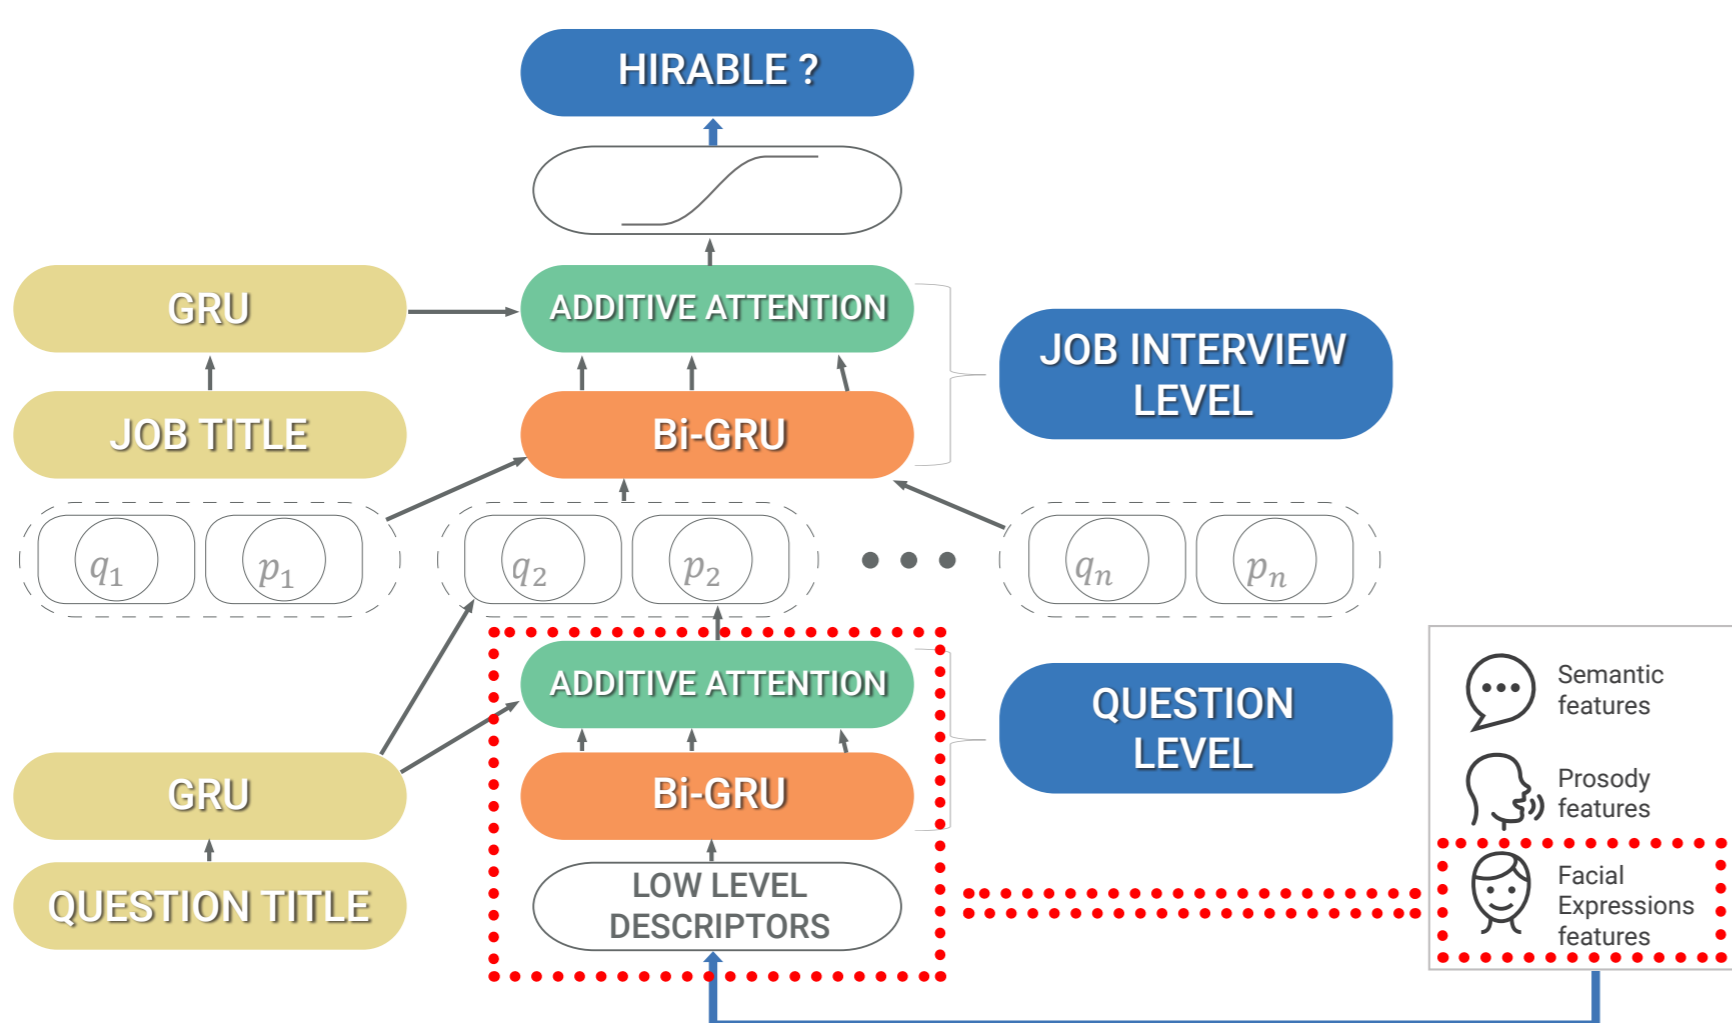 HIRABLE ?
GRU
ADDITIVE ATTENTION
JOB INTERVIEW
LEVEL
JOB TITLE
Bi-GRU
q₁ p₁ q₂ p₂ qₙ pₙ
ADDITIVE ATTENTION
QUESTION
LEVEL
GRU
Bi-GRU
QUESTION TITLE
LOW LEVEL
DESCRIPTORS
Semantic
features
Prosody
features
Facial
Expressions
features